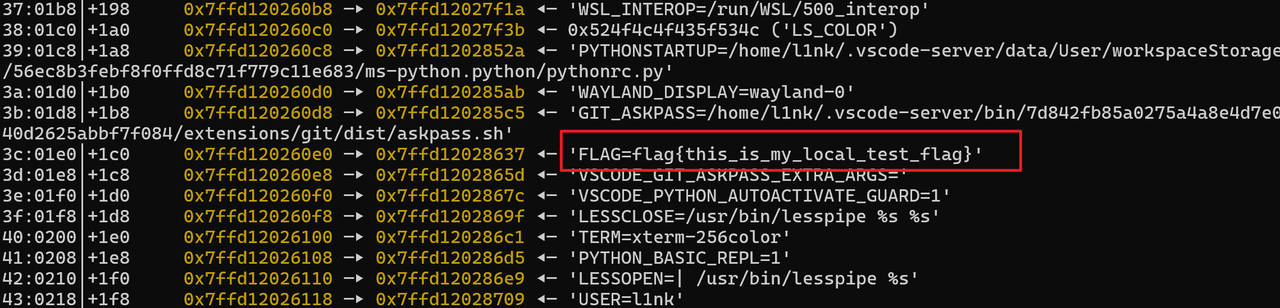 37:01b8│+198 0x7ffd120260b8 —▸ 0x7ffd12027f1a ◂— 'WSL_INTEROP=/run/WSL/500_interop'
38:01c0│+1a0 0x7ffd120260c0 —▸ 0x7ffd12027f3b ◂— 0x524f4c4f435f534c ('LS_COLOR')
39:01c8│+1a8 0x7ffd120260c8 —▸ 0x7ffd1202852a ◂— 'PYTHONSTARTUP=/home/l1nk/.vscode-server/data/User/workspaceStorage
/56ec8b3febf8f0ffd8c71f779c11e683/ms-python.python/pythonrc.py'
3a:01d0│+1b0 0x7ffd120260d0 —▸ 0x7ffd120285ab ◂— 'WAYLAND_DISPLAY=wayland-0'
3b:01d8│+1b8 0x7ffd120260d8 —▸ 0x7ffd120285c5 ◂— 'GIT_ASKPASS=/home/l1nk/.vscode-server/bin/7d842fb85a0275a4a8e4d7e0
40d2625abbf7f084/extensions/git/dist/askpass.sh'
3c:01e0│+1c0 0x7ffd120260e0 —▸ 0x7ffd12028637 ◂— 'FLAG=flag{this_is_my_local_test_flag}'
3d:01e8│+1c8 0x7ffd120260e8 —▸ 0x7ffd1202865d ◂— 'VSCODE_GIT_ASKPASS_EXTRA_ARGS='
3e:01f0│+1d0 0x7ffd120260f0 —▸ 0x7ffd1202867c ◂— 'VSCODE_PYTHON_AUTOACTIVATE_GUARD=1'
3f:01f8│+1d8 0x7ffd120260f8 —▸ 0x7ffd1202869f ◂— 'LESSCLOSE=/usr/bin/lesspipe %s %s'
40:0200│+1e0 0x7ffd12026100 —▸ 0x7ffd120286c1 ◂— 'TERM=xterm-256color'
41:0208│+1e8 0x7ffd12026108 —▸ 0x7ffd120286d5 ◂— 'PYTHON_BASIC_REPL=1'
42:0210│+1f0 0x7ffd12026110 —▸ 0x7ffd120286e9 ◂— 'LESSOPEN=| /usr/bin/lesspipe %s'
43:0218│+1f8 0x7ffd12026118 —▸ 0x7ffd12028709 ◂— 'USER=l1nk'